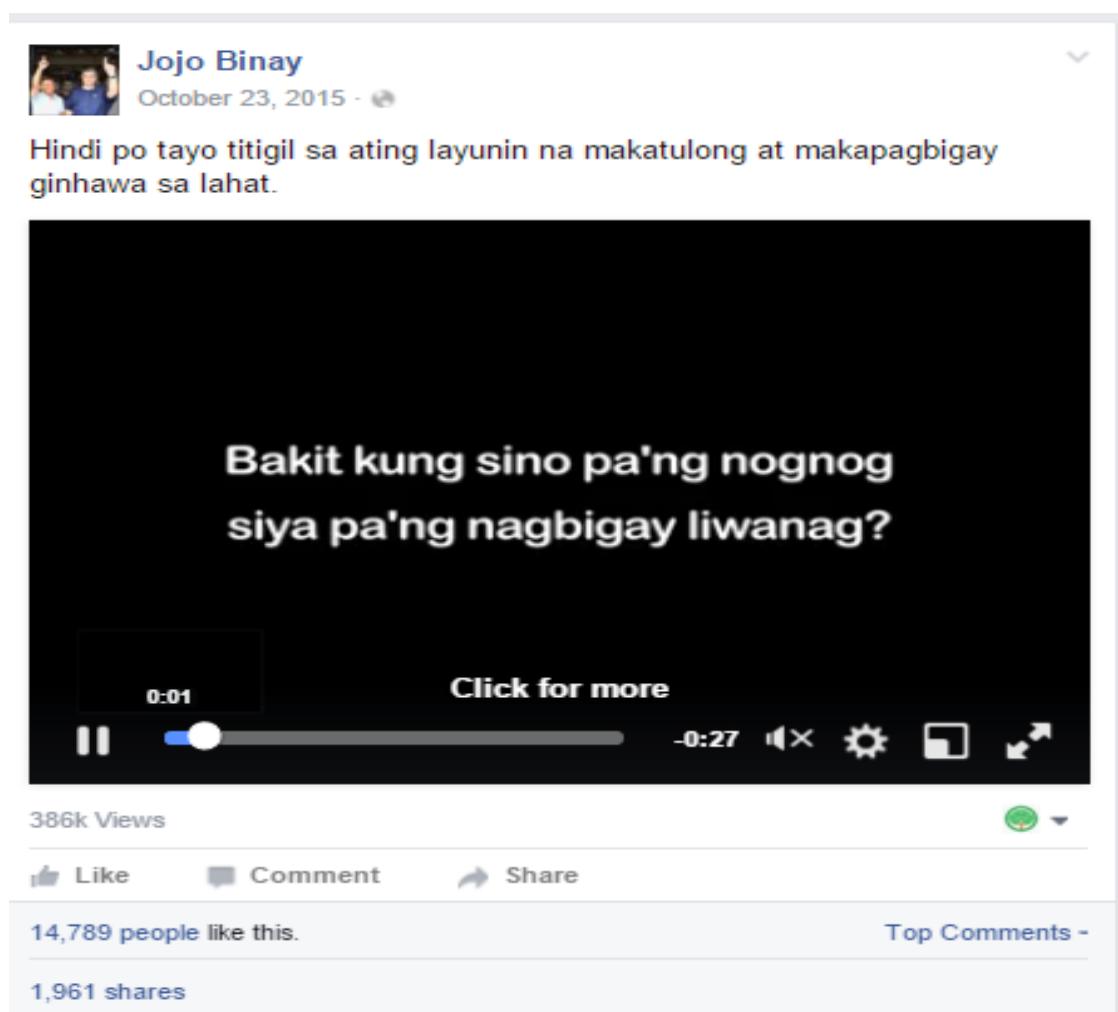 Jojo Binay
October 23, 2015 ·
Hindi po tayo titigil sa ating layunin na makatulong at makapagbigay
ginhawa sa lahat.
Bakit kung sino pa'ng nognog
siya pa'ng nagbigay liwanag?
Click for more
0:01
-0:27
386k Views
Like Comment Share
14,789 people like this. Top Comments -
1,961 shares